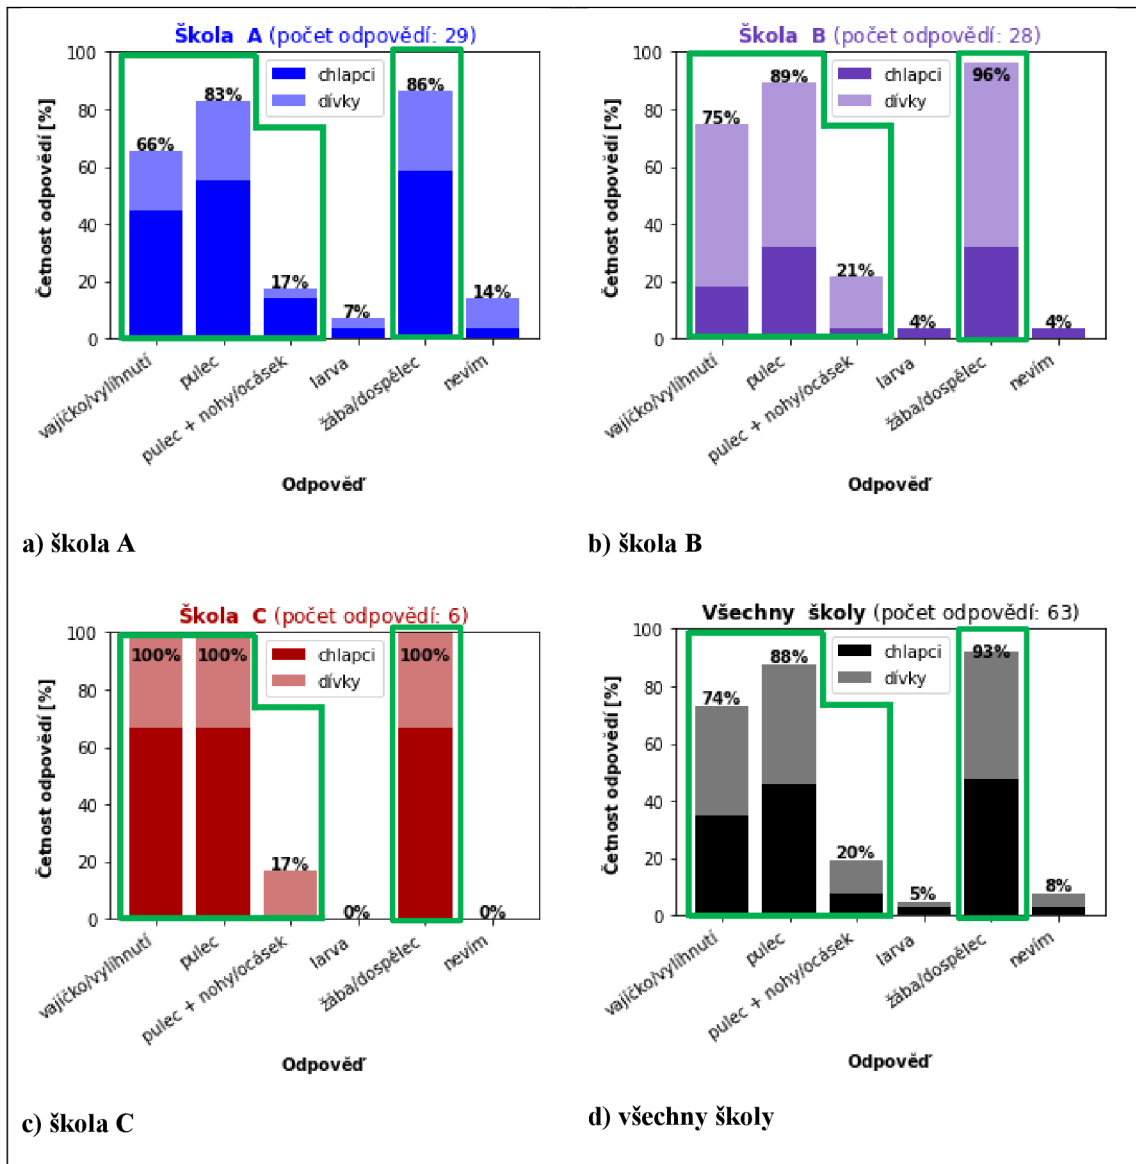 Škola A (počet odpovědí: 29)
Četnost odpovědí [%]
100
80
60
40
20
0
chlapci
dívky
66%
83%
17%
7%
86%
14%
vajíčko/vylíhnutí
pulec
pulec + nohy/ocásek
larva
žába/dospělec
nevím
Odpověď
a) škola A
Škola B (počet odpovědí: 28)
Četnost odpovědí [%]
100
80
60
40
20
0
chlapci
dívky
75%
89%
21%
4%
96%
4%
vajíčko/vylíhnutí
pulec
pulec + nohy/ocásek
larva
žába/dospělec
nevím
Odpověď
b) škola B
Škola C (počet odpovědí: 6)
Četnost odpovědí [%]
100
80
60
40
20
0
chlapci
dívky
100%
100%
17%
0%
100%
0%
vajíčko/vylíhnutí
pulec
pulec + nohy/ocásek
larva
žába/dospělec
nevím
Odpověď
c) škola C
Všechny školy (počet odpovědí: 63)
Četnost odpovědí [%]
100
80
60
40
20
0
chlapci
dívky
74%
88%
20%
5%
93%
8%
vajíčko/vylíhnutí
pulec
pulec + nohy/ocásek
larva
žába/dospělec
nevím
Odpověď
d) všechny školy